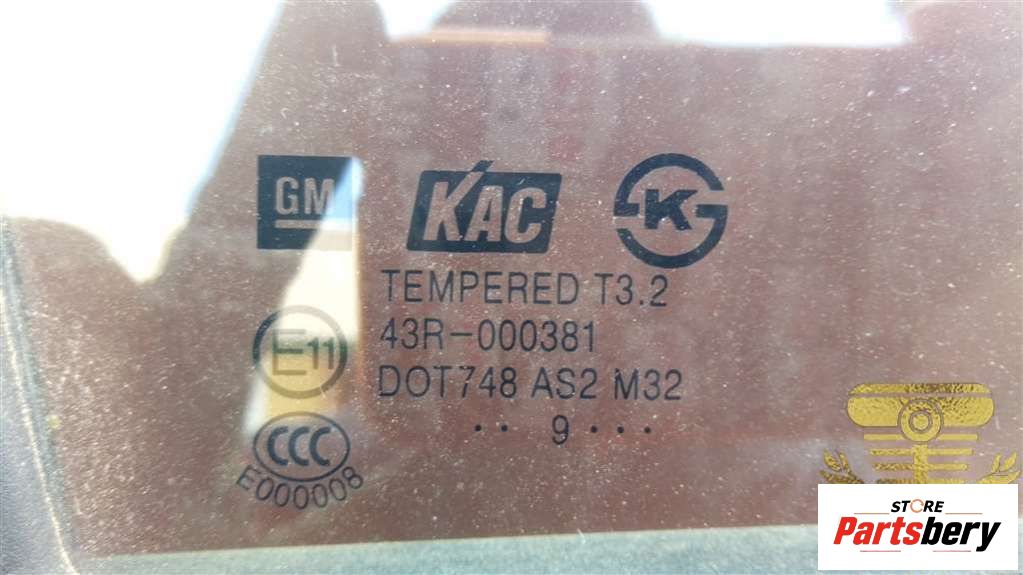 GM KAC K
TEMPERED T3.2
43R-000381
E11
DOT748 AS2 M32
·· 9 ···
CCC
E000008
STORE
Partsbery